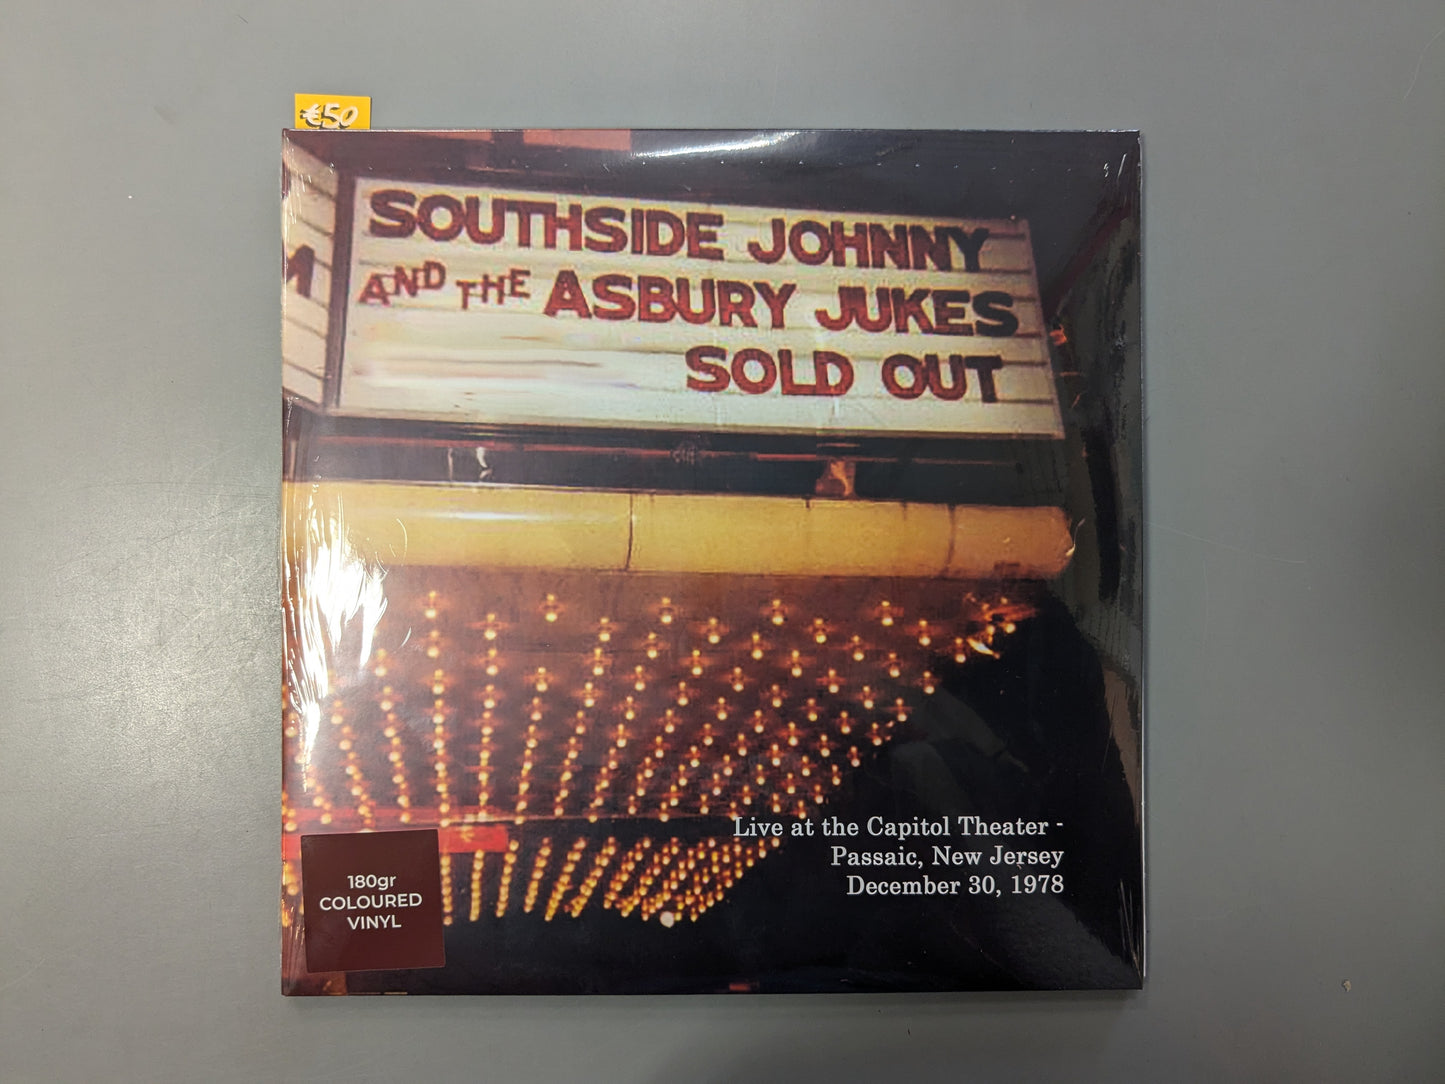 €50
SOUTHSIDE JOHNNY
AND THE ASBURY JUKES
SOLD OUT
M
Live at the Capitol Theater -
Passaic, New Jersey
December 30, 1978
180gr
COLOURED
VINYL